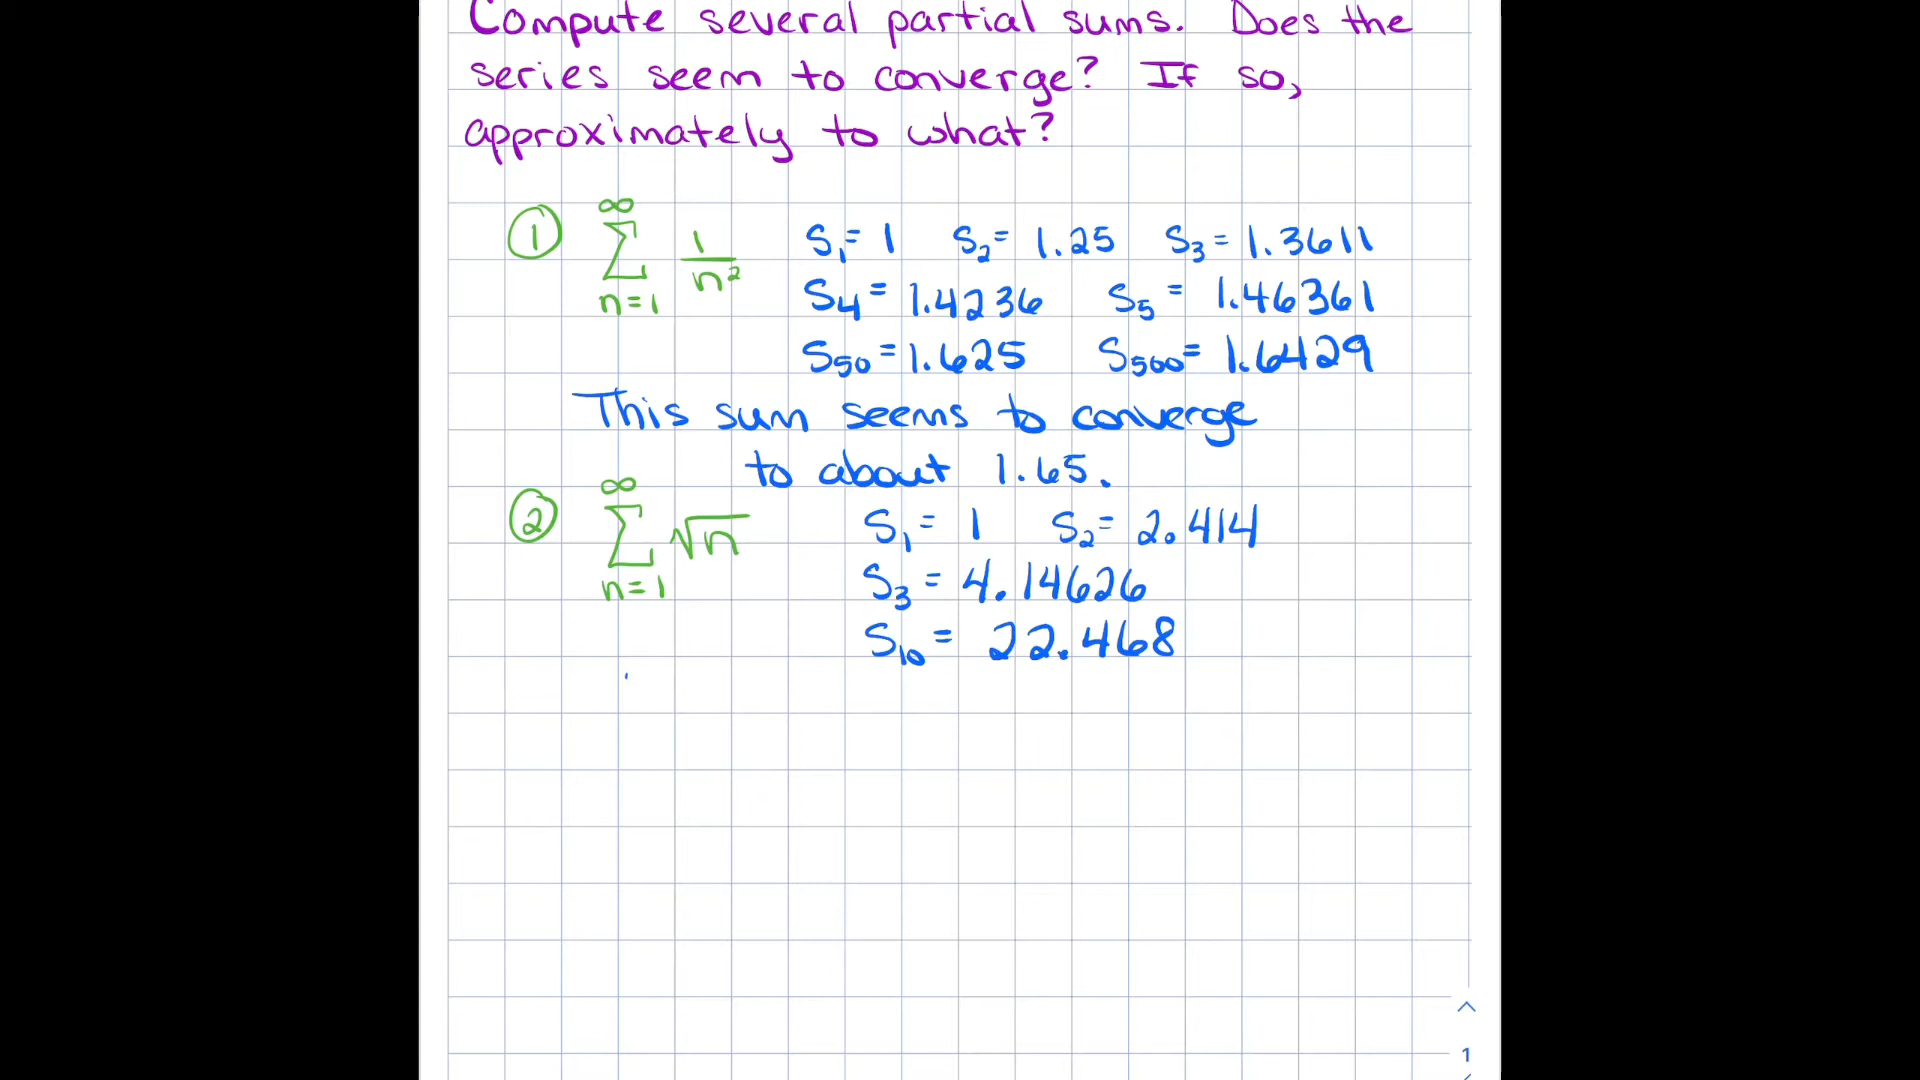 Compute several partial sums. Does the
series seem to converge? If so,
approximately to what?
① ∞ Σ n=1 1/n² S₁ = 1 S₂ = 1.25 S₃ = 1.3611
S₄ = 1.4236 S₅ = 1.46361
S₅₀ = 1.625 S₅₀₀ = 1.6429
This sum seems to converge
to about 1.65.
② ∞ Σ n=1 √n S₁ = 1 S₂ = 2.414
S₃ = 4.14626
S₁₀ = 22.468
1